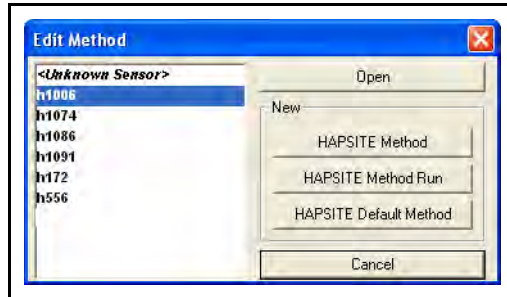 Edit Method
<Unknown Sensor>
h1006
h1074
h1086
h1091
h172
h556
Open
New
HAPSITE Method
HAPSITE Method Run
HAPSITE Default Method
Cancel